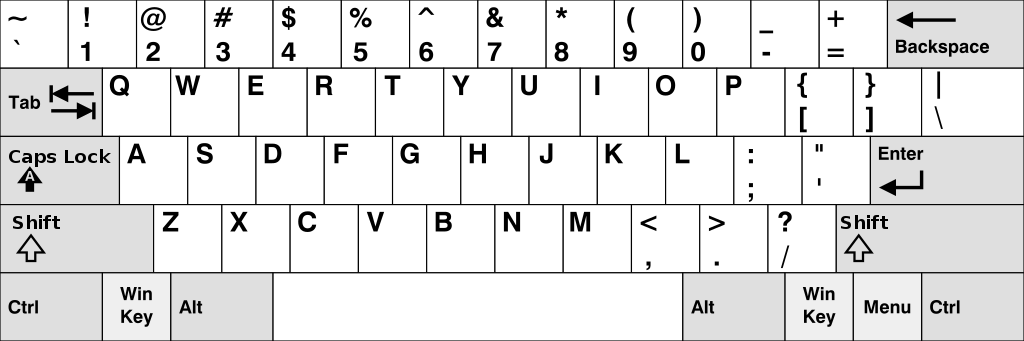 ~ ! @ # $ % ^ & * ( ) _ +
` 1 2 3 4 5 6 7 8 9 0 - = Backspace
Tab Q W E R T Y U I O P { } |
[ ] \
Caps Lock A S D F G H J K L : " Enter
A ; '
Shift Z X C V B N M < > ? Shift
, . /
Ctrl Win Key Alt Alt Win Key Menu Ctrl